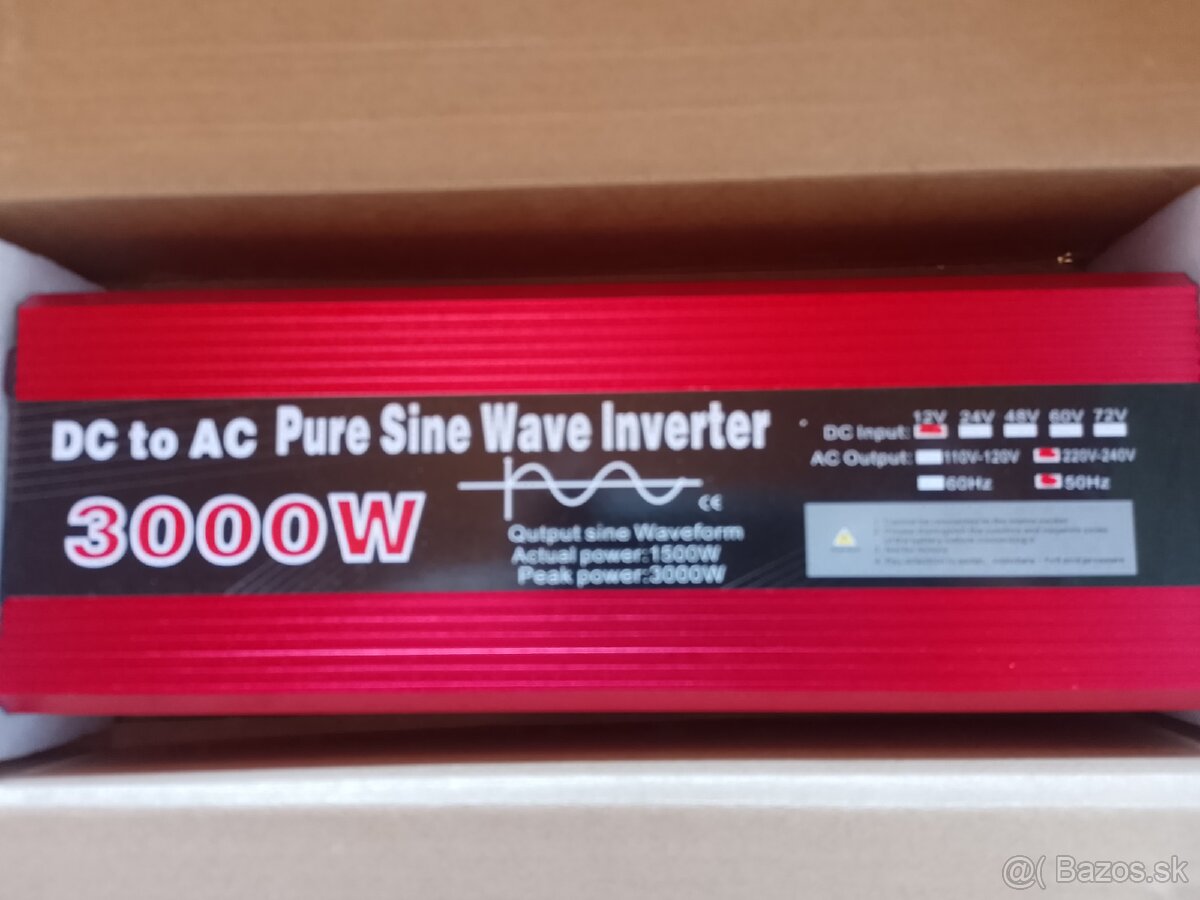 DC to AC Pure Sine Wave Inverter
3000W
CE
Output sine Waveform
Actual power:1500W
Peak power:3000W
12V 24V 48V 60V 72V
DC Input:
AC Output: 110V-120V 220V-240V
60Hz 50Hz
@( Bazos.sk